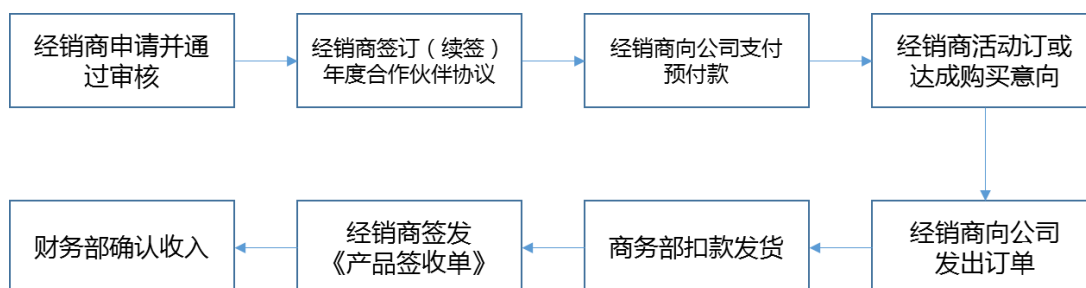 经销商申请并通
过审核
经销商签订（续签）
年度合作伙伴协议
经销商向公司支付
预付款
经销商活动订或
达成购买意向
经销商向公司
发出订单
商务部扣款发货
经销商签发
《产品签收单》
财务部确认收入